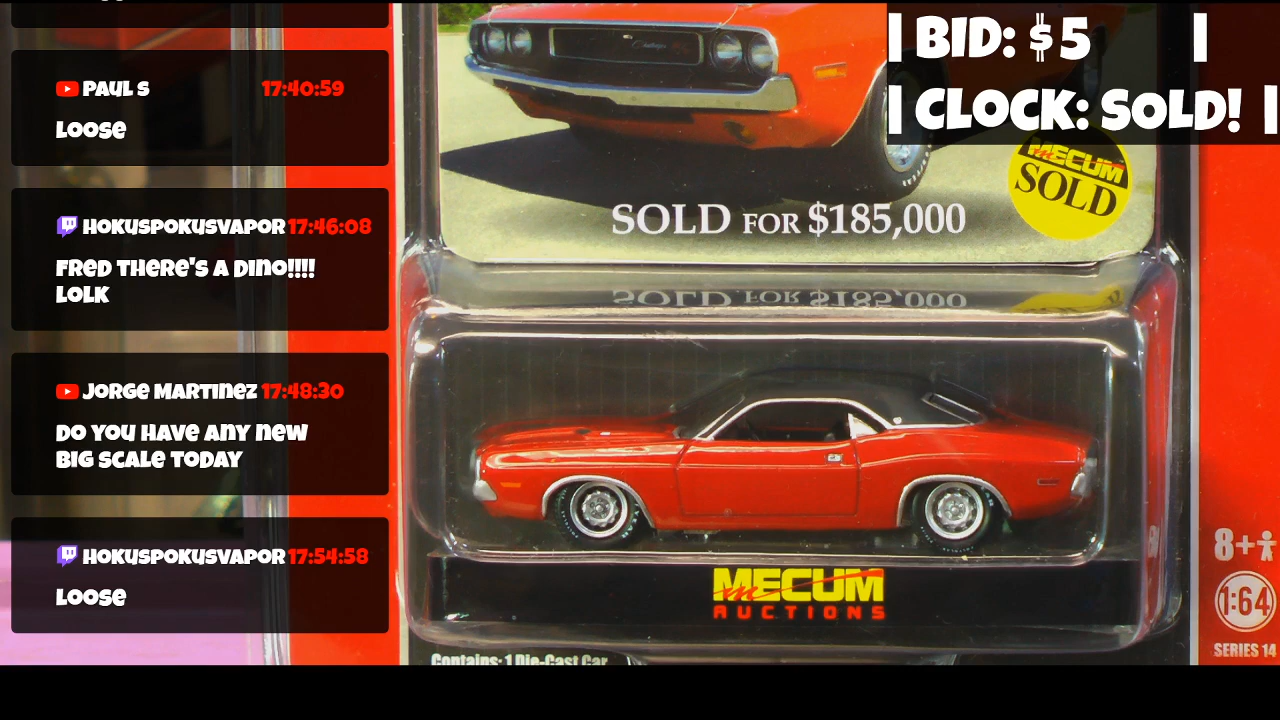 PAUL S 17:40:59
LOOSE
HOKUSPOKUSVAPOR 17:46:08
FRED THERE'S A DINO!!!!
LOLK
JORGE MARTINEZ 17:48:30
DO YOU HAVE ANY NEW
BIG SCALE TODAY
HOKUSPOKUSVAPOR 17:54:58
LOOSE
| BID: $5 |
| CLOCK: SOLD! |
MECUM
SOLD
SOLD FOR $185,000
SOLD FOR $185,000
MECUM
AUCTIONS
8+
1:64
SERIES 14
Contains: 1 Die-Cast Car